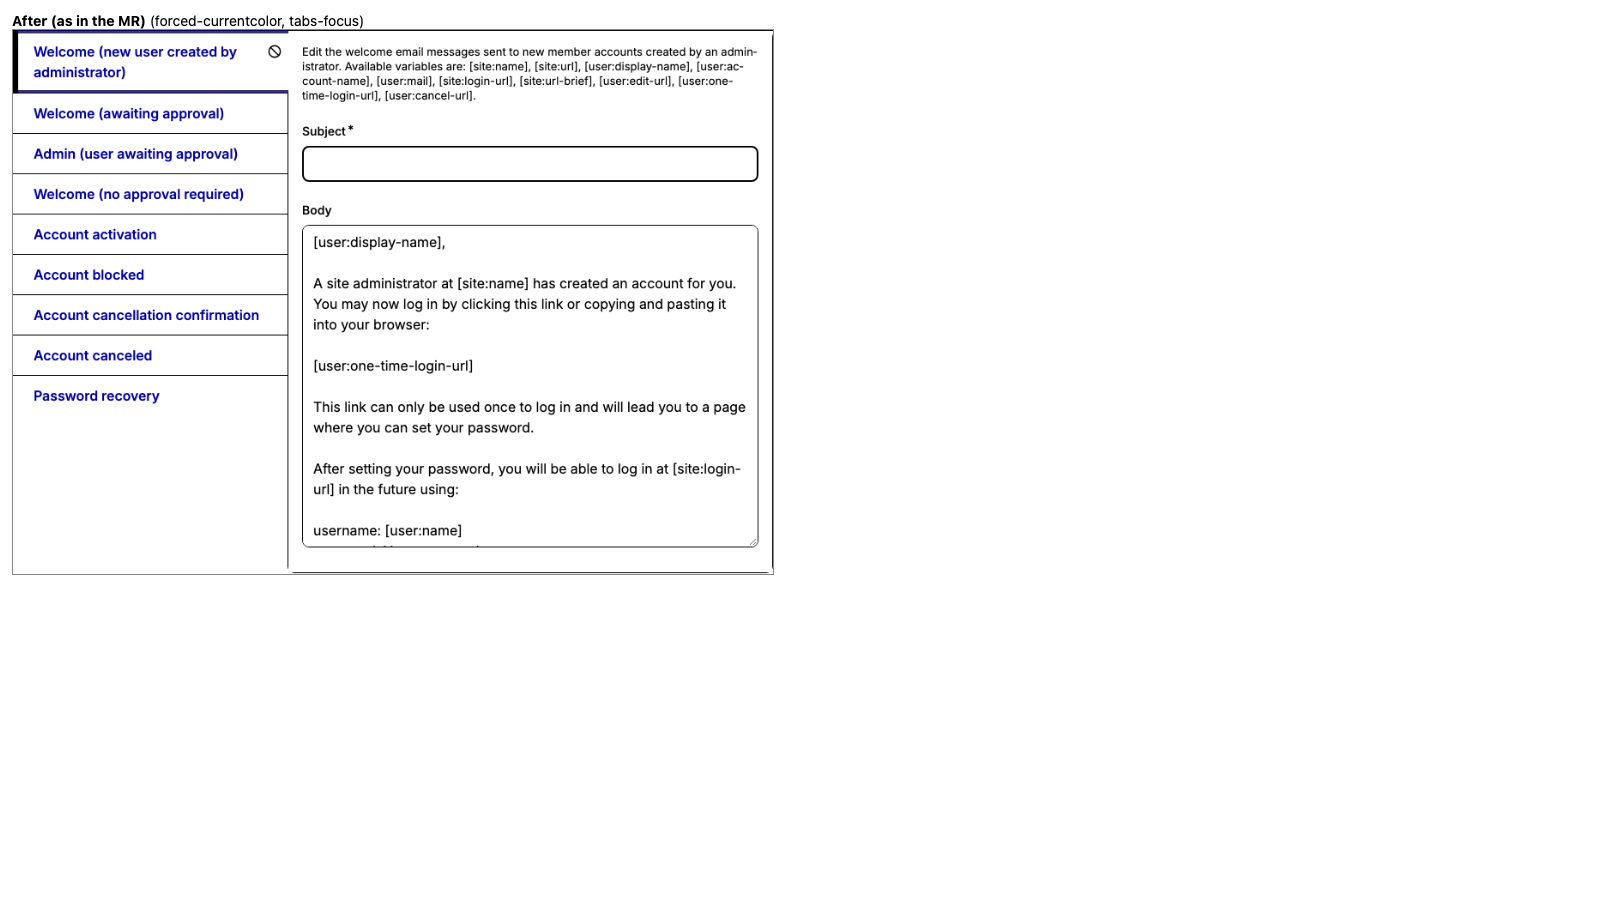 After (as in the MR) (forced-currentcolor, tabs-focus)
Welcome (new user created by
administrator)
Welcome (awaiting approval)
Admin (user awaiting approval)
Welcome (no approval required)
Account activation
Account blocked
Account cancellation confirmation
Account canceled
Password recovery
Edit the welcome email messages sent to new member accounts created by an admin-
istrator. Available variables are: [site:name], [site:url], [user:display-name], [user:ac-
count-name], [user:mail], [site:login-url], [site:url-brief], [user:edit-url], [user:one-
time-login-url], [user:cancel-url].
Subject *
Body
[user:display-name],
A site administrator at [site:name] has created an account for you.
You may now log in by clicking this link or copying and pasting it
into your browser:
[user:one-time-login-url]
This link can only be used once to log in and will lead you to a page
where you can set your password.
After setting your password, you will be able to log in at [site:login-
url] in the future using:
username: [user:name]